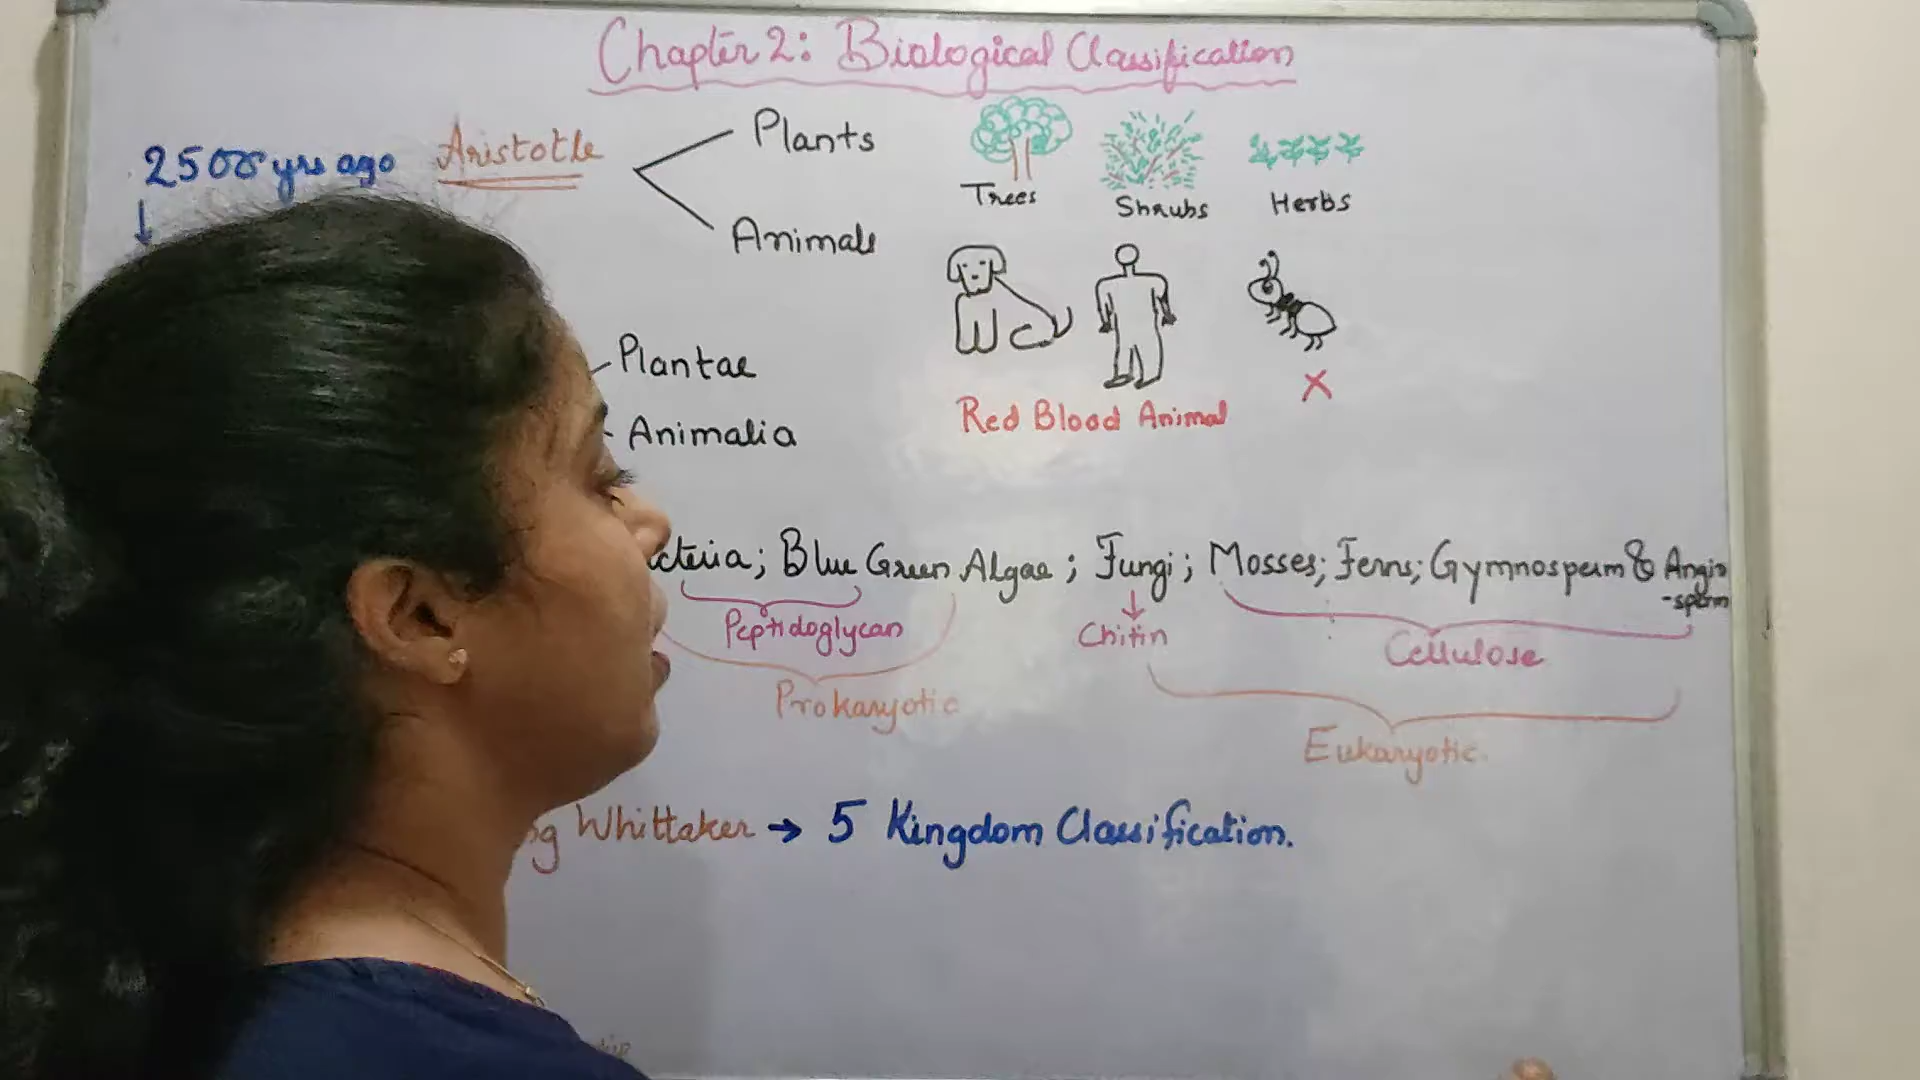 Chapter 2: Biological Classification
2500 yrs ago Aristotle
Plants
Animals
Trees
Shrubs
Herbs
Plantae
Animalia
Red Blood Animal
X
cteria; Blue Green Algae; Fungi; Mosses; Ferns; Gymnosperm & Angio
-sperm
Peptidoglycan
Chitin
Cellulose
Prokaryotic
Eukaryotic.
Whittaker → 5 Kingdom Classification.